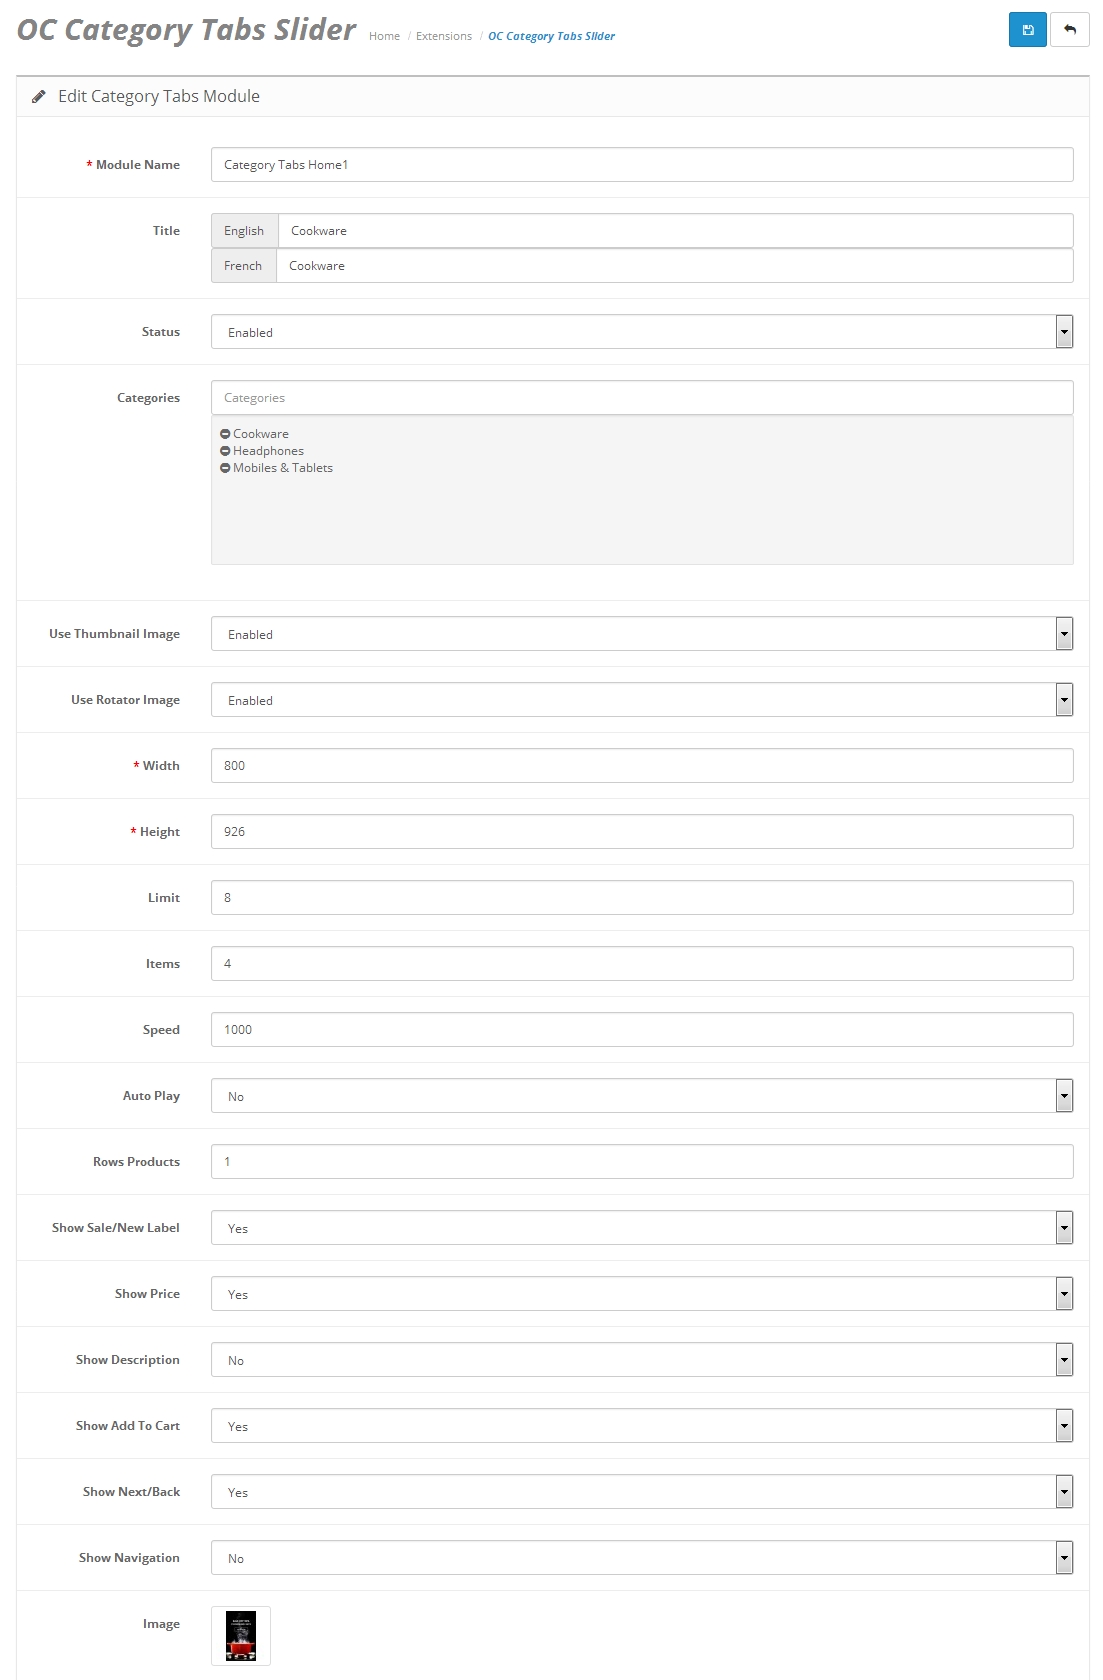 OC Category Tabs Slider Home / Extensions / OC Category Tabs Slider
Edit Category Tabs Module
* Module Name Category Tabs Home1
Title English Cookware
French Cookware
Status Enabled
Categories Categories
Cookware
Headphones
Mobiles & Tablets
Use Thumbnail Image Enabled
Use Rotator Image Enabled
* Width 800
* Height 926
Limit 8
Items 4
Speed 1000
Auto Play No
Rows Products 1
Show Sale/New Label Yes
Show Price Yes
Show Description No
Show Add To Cart Yes
Show Next/Back Yes
Show Navigation No
Image